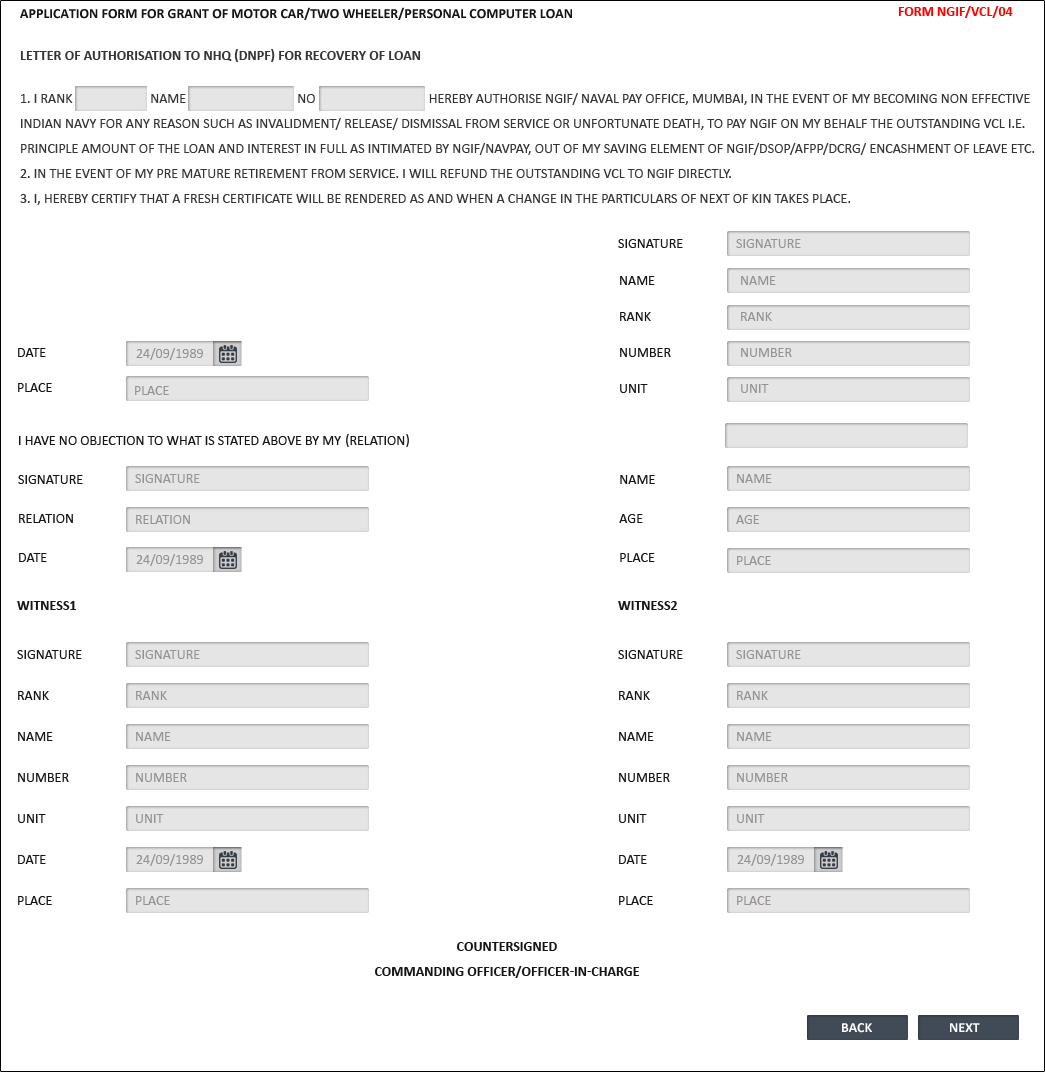 APPLICATION FORM FOR GRANT OF MOTOR CAR/TWO WHEELER/PERSONAL COMPUTER LOAN
FORM NGIF/VCL/04
LETTER OF AUTHORISATION TO NHQ (DNPF) FOR RECOVERY OF LOAN
1. I RANK NAME NO HEREBY AUTHORISE NGIF/ NAVAL PAY OFFICE, MUMBAI, IN THE EVENT OF MY BECOMING NON EFFECTIVE
INDIAN NAVY FOR ANY REASON SUCH AS INVALIDMENT/ RELEASE/ DISMISSAL FROM SERVICE OR UNFORTUNATE DEATH, TO PAY NGIF ON MY BEHALF THE OUTSTANDING VCL I.E.
PRINCIPLE AMOUNT OF THE LOAN AND INTEREST IN FULL AS INTIMATED BY NGIF/NAVPAY, OUT OF MY SAVING ELEMENT OF NGIF/DSOP/AFPP/DCRG/ ENCASHMENT OF LEAVE ETC.
2. IN THE EVENT OF MY PRE MATURE RETIREMENT FROM SERVICE. I WILL REFUND THE OUTSTANDING VCL TO NGIF DIRECTLY.
3. I, HEREBY CERTIFY THAT A FRESH CERTIFICATE WILL BE RENDERED AS AND WHEN A CHANGE IN THE PARTICULARS OF NEXT OF KIN TAKES PLACE.
SIGNATURE SIGNATURE
NAME NAME
RANK RANK
DATE 24/09/1989 NUMBER NUMBER
PLACE PLACE UNIT UNIT
I HAVE NO OBJECTION TO WHAT IS STATED ABOVE BY MY (RELATION)
SIGNATURE SIGNATURE NAME NAME
RELATION RELATION AGE AGE
DATE 24/09/1989 PLACE PLACE
WITNESS1 WITNESS2
SIGNATURE SIGNATURE SIGNATURE SIGNATURE
RANK RANK RANK RANK
NAME NAME NAME NAME
NUMBER NUMBER NUMBER NUMBER
UNIT UNIT UNIT UNIT
DATE 24/09/1989 DATE 24/09/1989
PLACE PLACE PLACE PLACE
COUNTERSIGNED
COMMANDING OFFICER/OFFICER-IN-CHARGE
BACK NEXT